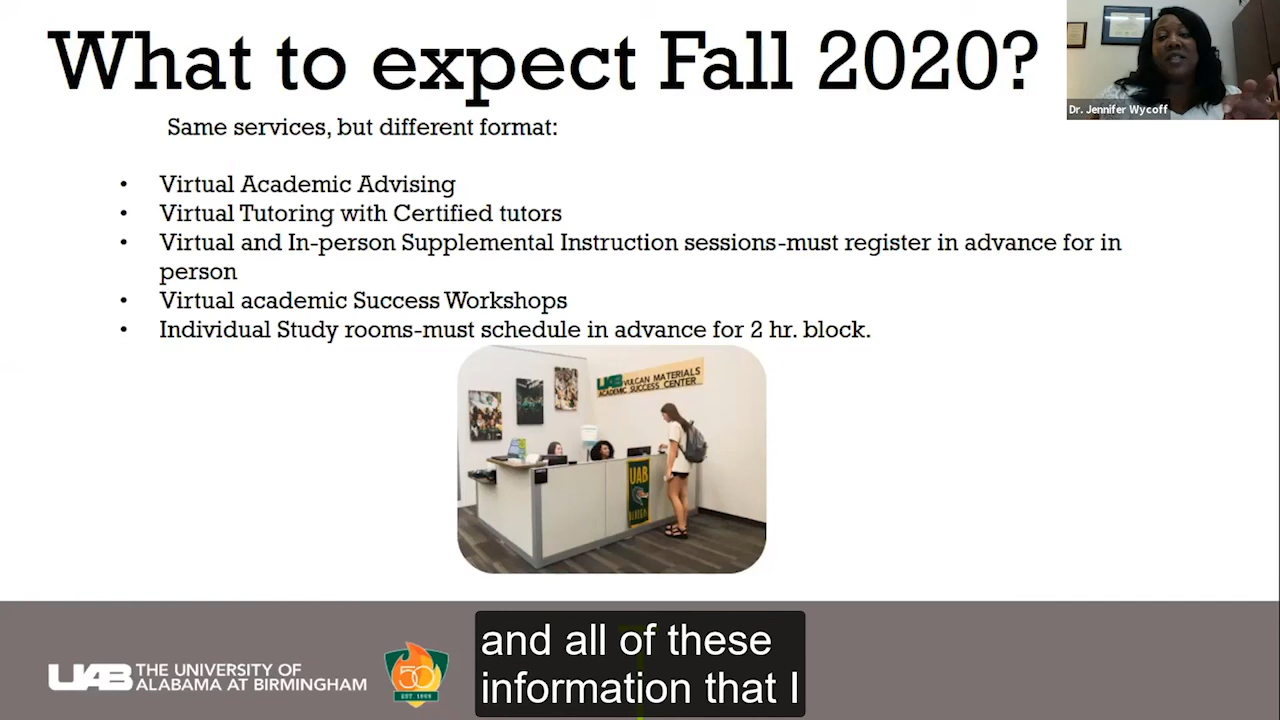 What to expect Fall 2020?
Dr. Jennifer Wycoff
Same services, but different format:
• Virtual Academic Advising
• Virtual Tutoring with Certified tutors
• Virtual and In-person Supplemental Instruction sessions-must register in advance for in
person
• Virtual academic Success Workshops
• Individual Study rooms-must schedule in advance for 2 hr. block.
UAB VULCAN MATERIALS
ACADEMIC SUCCESS CENTER
UAB
UAB THE UNIVERSITY OF
ALABAMA AT BIRMINGHAM
50
EST. 1969
and all of these
information that I